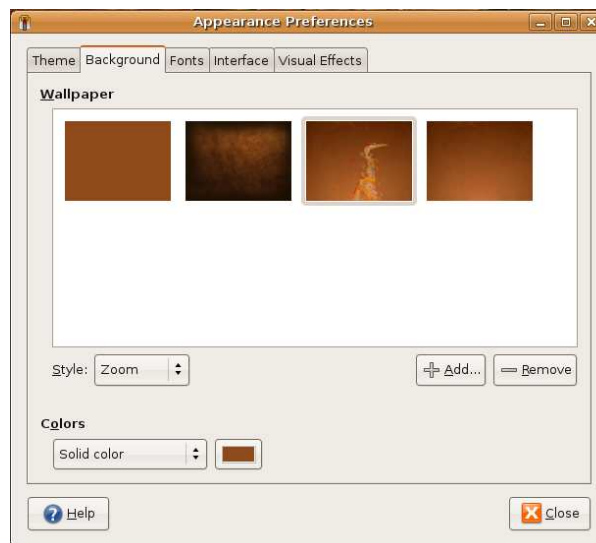 Appearance Preferences
Theme Background Fonts Interface Visual Effects
Wallpaper
Style: Zoom Add... Remove
Colors
Solid color
Help Close